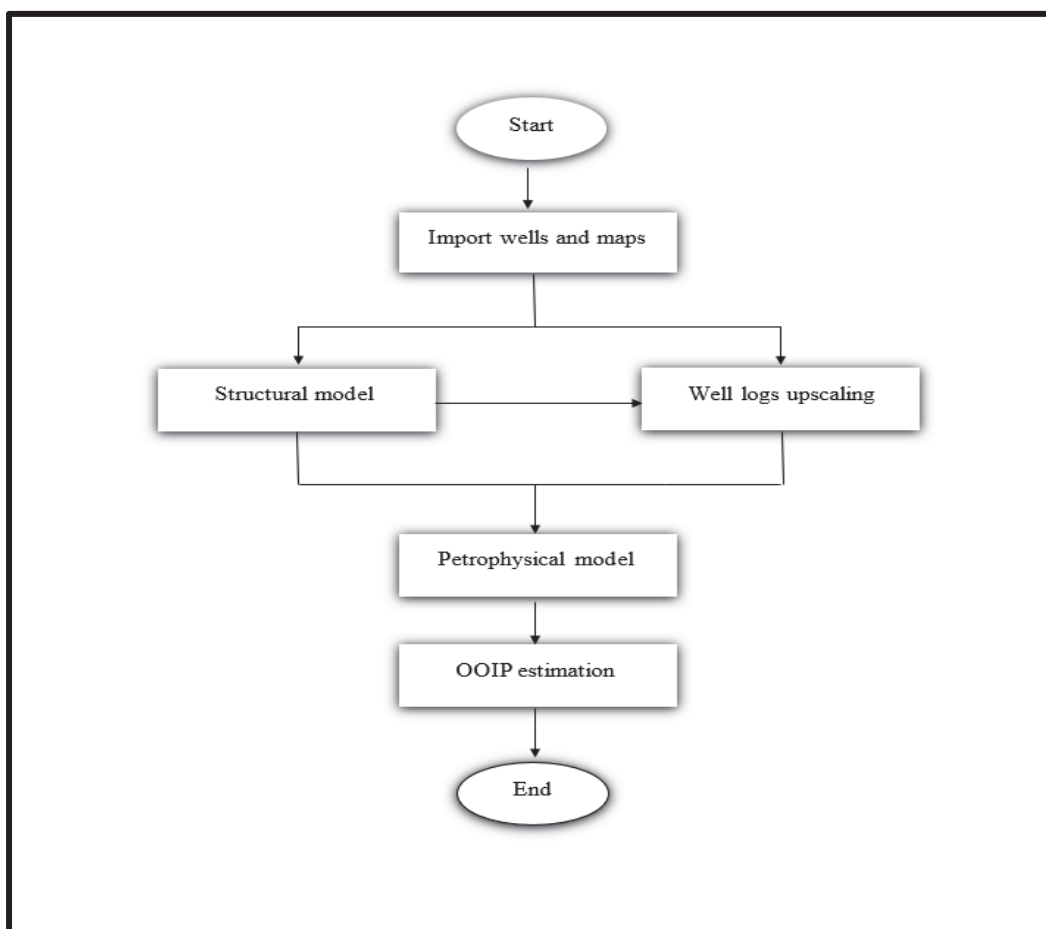 Start
Import wells and maps
Structural model
Well logs upscaling
Petrophysical model
OOIP estimation
End